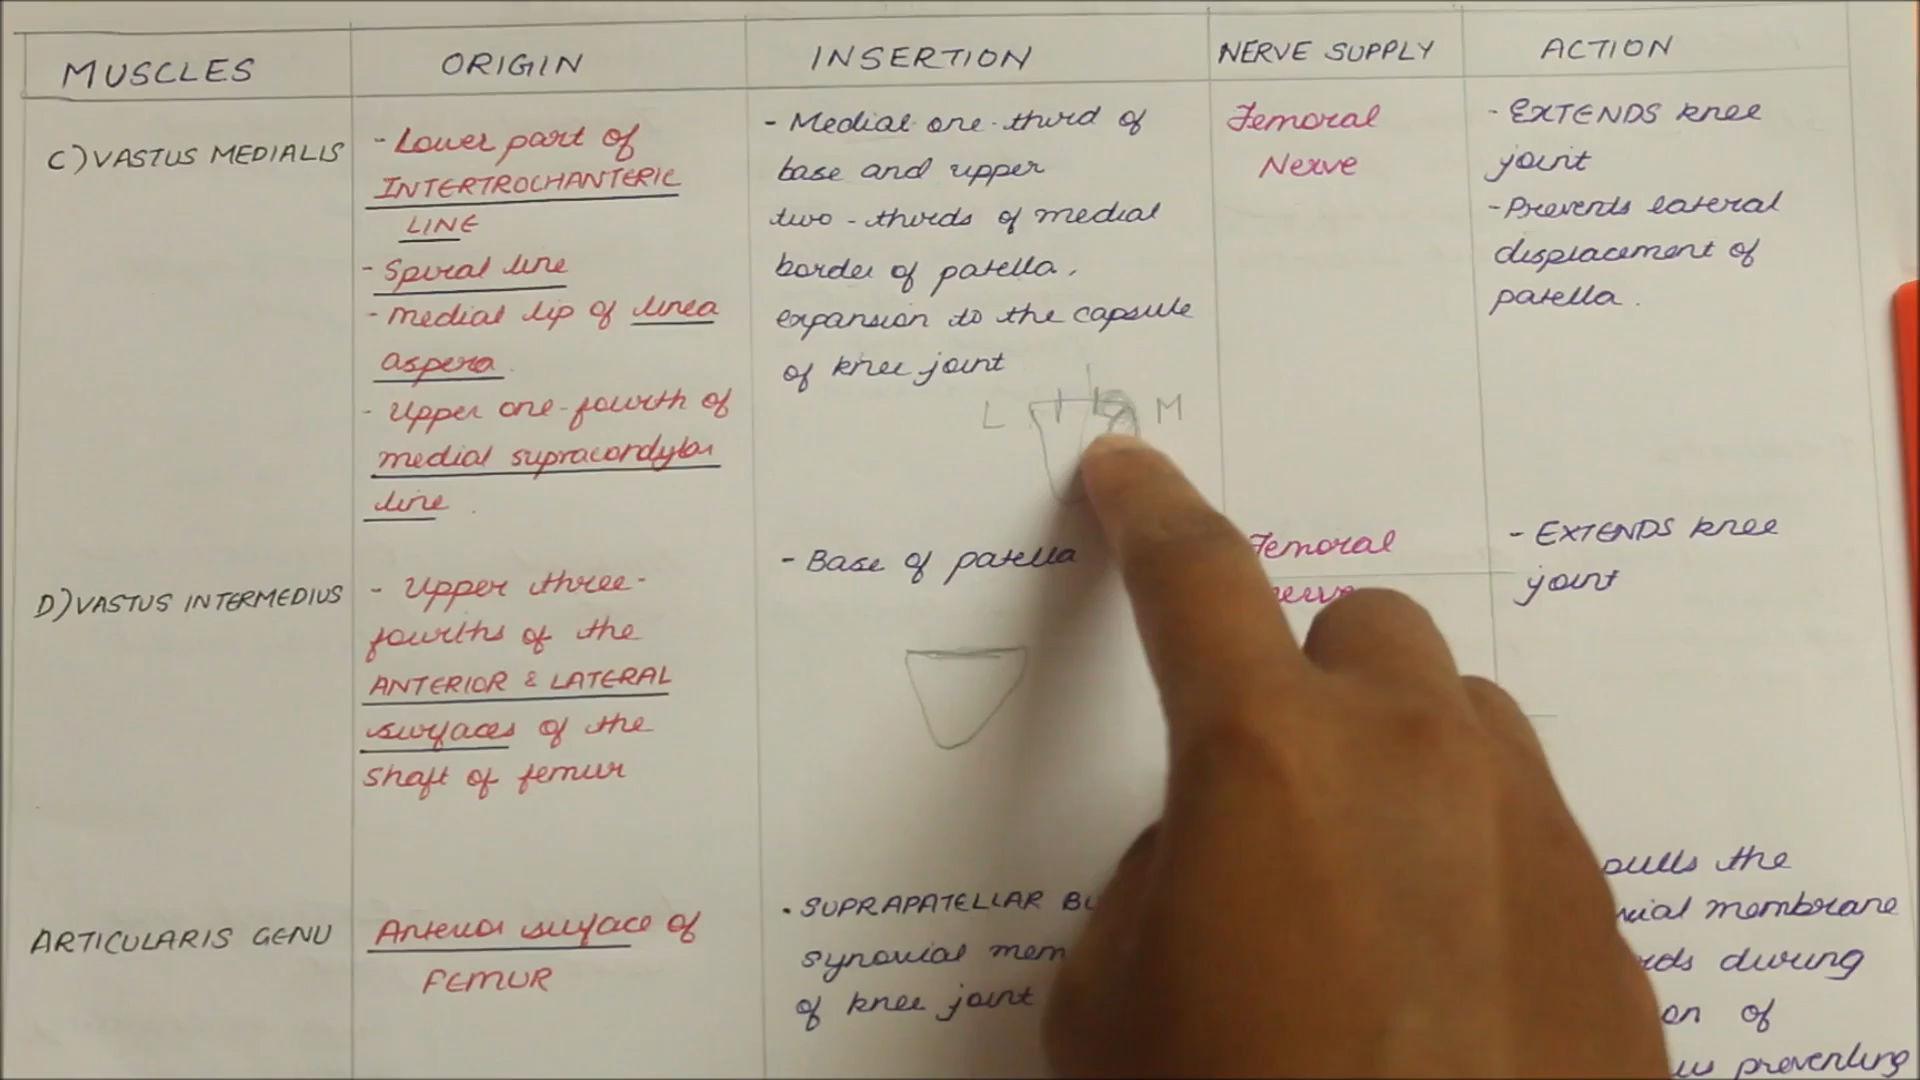 MUSCLES
ORIGIN
INSERTION
NERVE SUPPLY
ACTION
C) VASTUS MEDIALIS
- Lower part of
INTERTROCHANTERIC
LINE
- Spiral line
- Medial lip of linea
aspera.
- Upper one-fourth of
medial supracondylar
line.
- Medial one-third of
base and upper
two-thirds of medial
border of patella,
expansion to the capsule
of knee joint
L
M
Femoral
Nerve
- EXTENDS knee
joint
- Prevents lateral
displacement of
patella.
D) VASTUS INTERMEDIUS
- Upper three-
fourths of the
ANTERIOR & LATERAL
surfaces of the
shaft of femur
- Base of patella
Femoral
nerve
- EXTENDS knee
joint
ARTICULARIS GENU
Anterior surface of
FEMUR
- SUPRAPATELLAR
synovial
of knee joint
pulls the
membrane
during
of
preventing